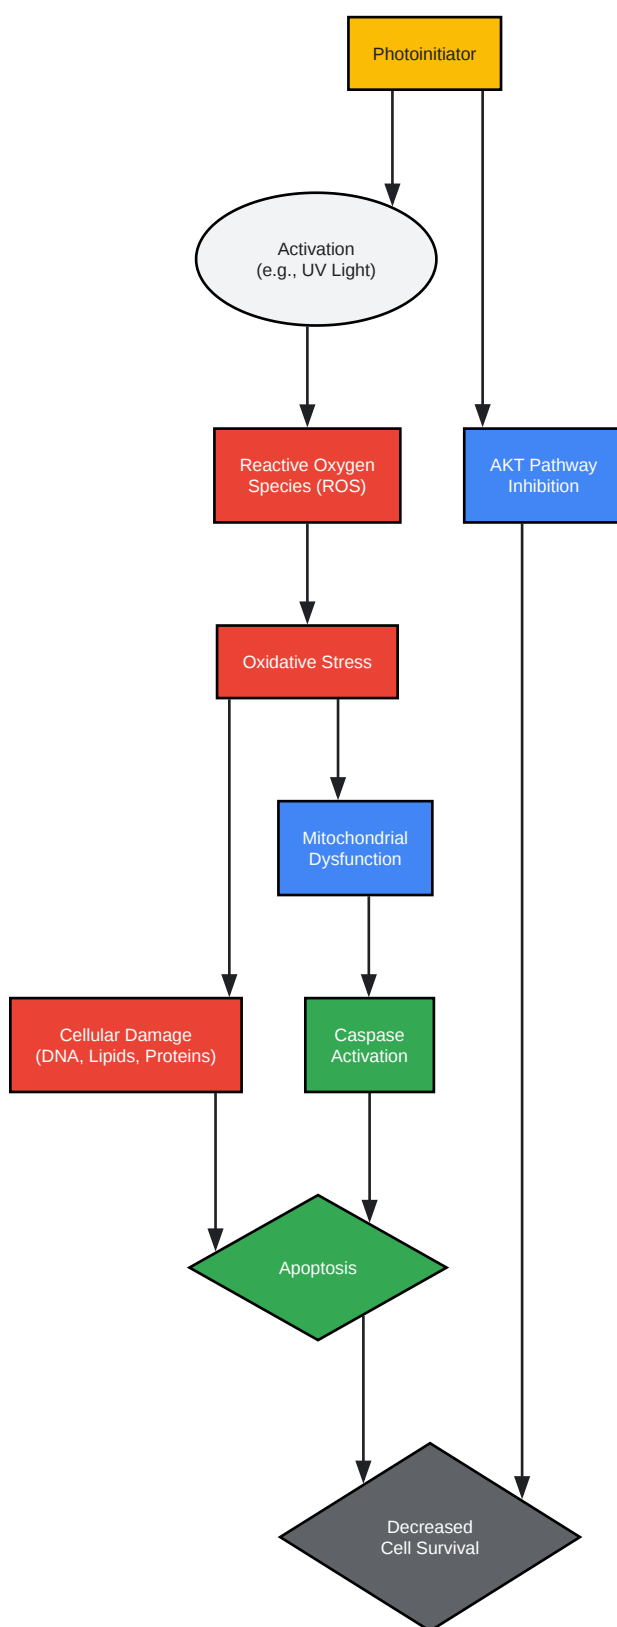 Photoinitiator
Activation
(e.g., UV Light)
Reactive Oxygen
Species (ROS)
AKT Pathway
Inhibition
Oxidative Stress
Mitochondrial
Dysfunction
Cellular Damage
(DNA, Lipids, Proteins)
Caspase
Activation
Apoptosis
Decreased
Cell Survival